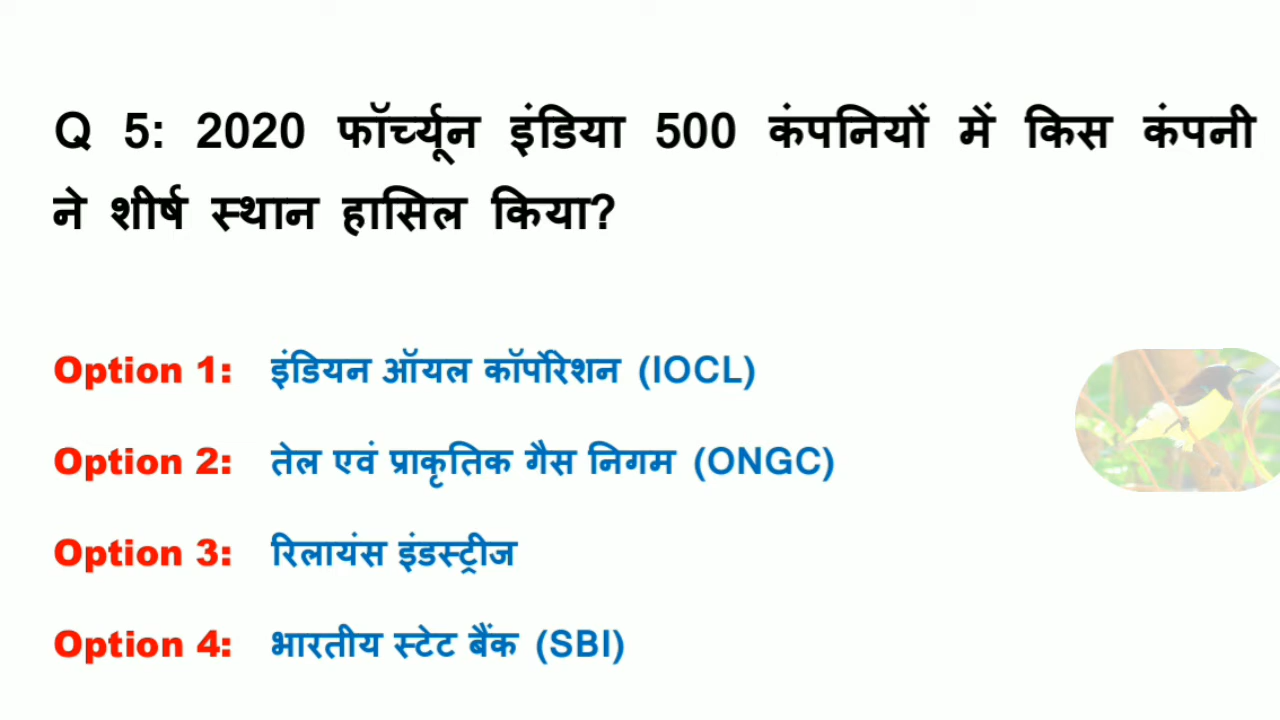 Q 5: 2020 फॉर्च्यून इंडिया 500 कंपनियों में किस कंपनी
ने शीर्ष स्थान हासिल किया?
Option 1: इंडियन ऑयल कॉर्पोरेशन (IOCL)
Option 2: तेल एवं प्राकृतिक गैस निगम (ONGC)
Option 3: रिलायंस इंडस्ट्रीज
Option 4: भारतीय स्टेट बैंक (SBI)